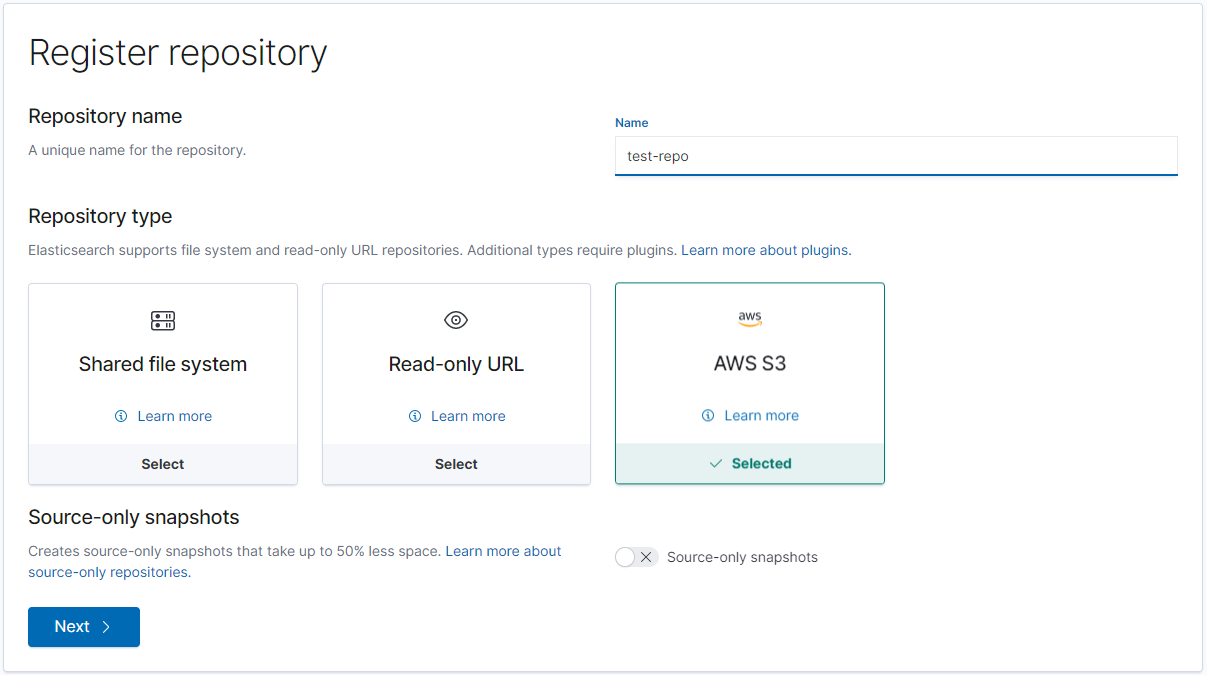 Register repository
Repository name
A unique name for the repository.
Name
test-repo
Repository type
Elasticsearch supports file system and read-only URL repositories. Additional types require plugins. Learn more about plugins.
Shared file system
Learn more
Select
Read-only URL
Learn more
Select
aws
AWS S3
Learn more
Selected
Source-only snapshots
Creates source-only snapshots that take up to 50% less space. Learn more about
source-only repositories.
Source-only snapshots
Next